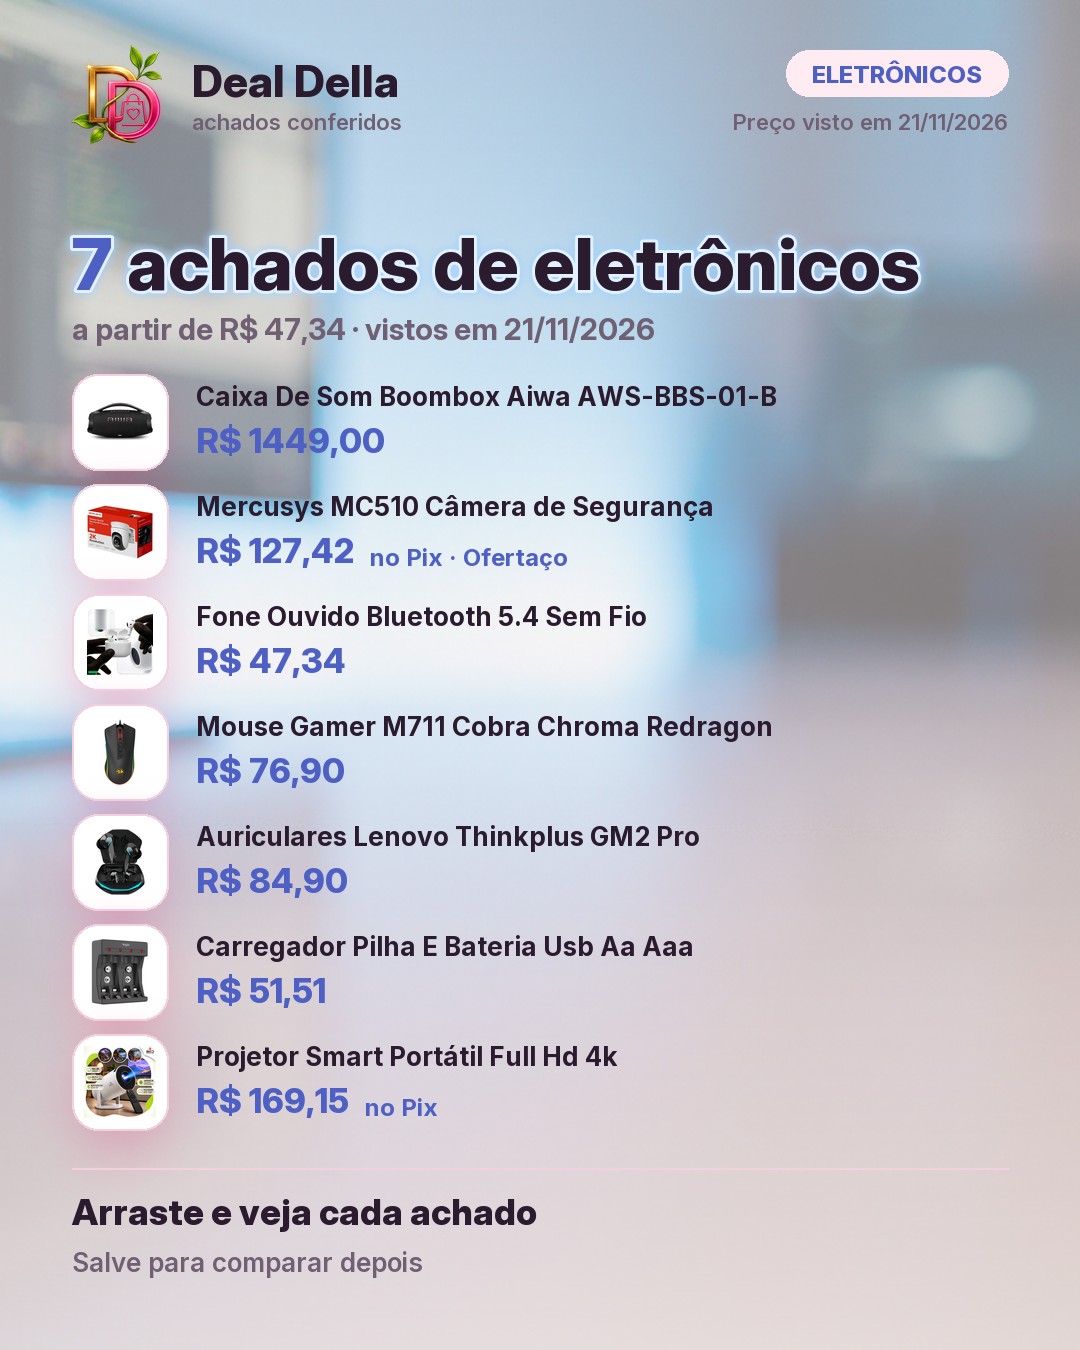 Deal Della
achados conferidos
ELETRÔNICOS
Preço visto em 21/11/2026
7 achados de eletrônicos
a partir de R$ 47,34 · vistos em 21/11/2026
Caixa De Som Boombox Aiwa AWS-BBS-01-B
R$ 1449,00
Mercusys MC510 Câmera de Segurança
R$ 127,42 no Pix · Ofertaço
Fone Ouvido Bluetooth 5.4 Sem Fio
R$ 47,34
Mouse Gamer M711 Cobra Chroma Redragon
R$ 76,90
Auriculares Lenovo Thinkplus GM2 Pro
R$ 84,90
Carregador Pilha E Bateria Usb Aa Aaa
R$ 51,51
Projetor Smart Portátil Full Hd 4k
R$ 169,15 no Pix
Arraste e veja cada achado
Salve para comparar depois